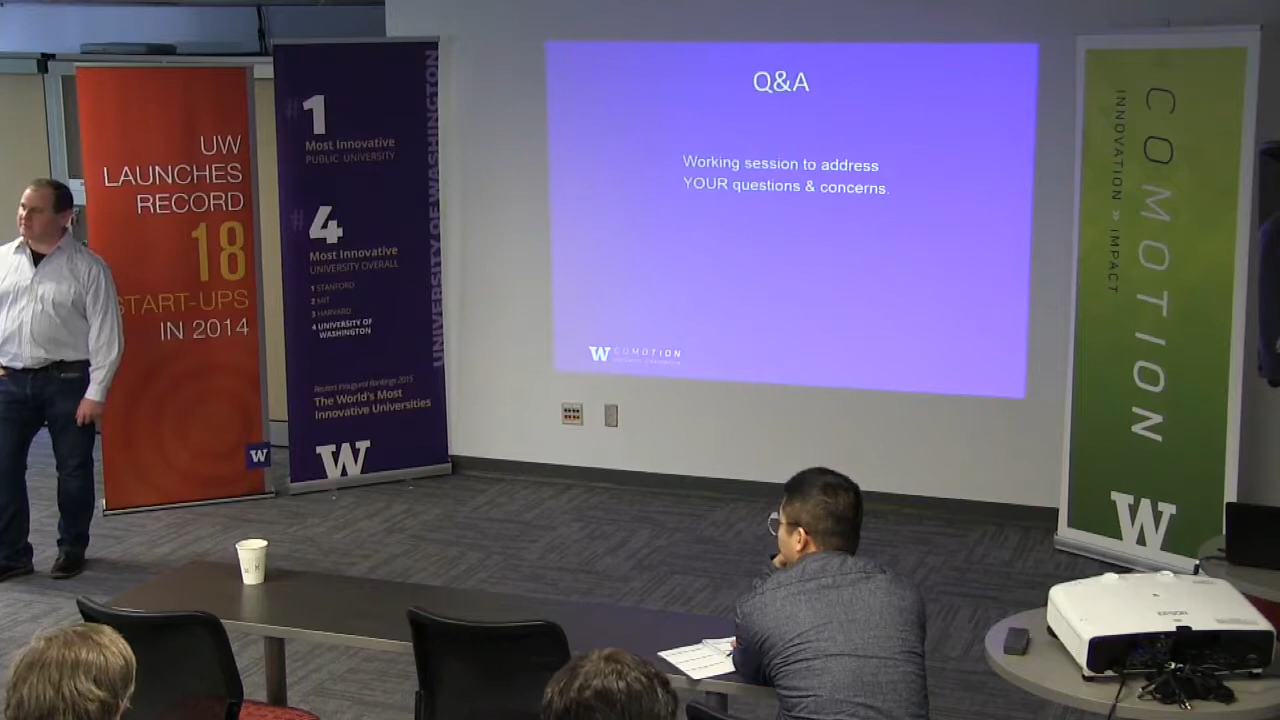 UW
LAUNCHES
RECORD
18
START-UPS
IN 2014
W
#1
Most Innovative
PUBLIC UNIVERSITY
#4
Most Innovative
UNIVERSITY OVERALL
1 STANFORD
2 MIT
3 HARVARD
4 UNIVERSITY OF
WASHINGTON
Reuters Inaugural Rankings 2015
The World's Most
Innovative Universities
W
UNIVERSITY OF WASHINGTON
Q&A
Working session to address
YOUR questions & concerns.
W COMOTION
COMOTION
INNOVATION » IMPACT
W